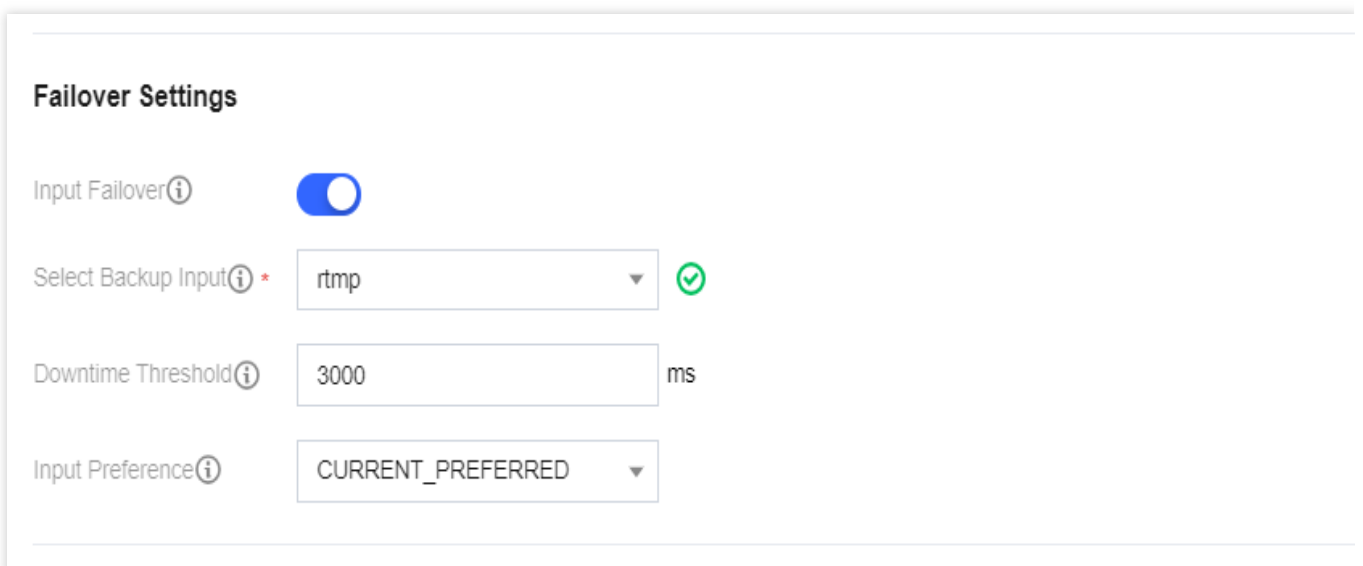 Failover Settings
Input Failover
Select Backup Input * rtmp
Downtime Threshold 3000 ms
Input Preference CURRENT_PREFERRED